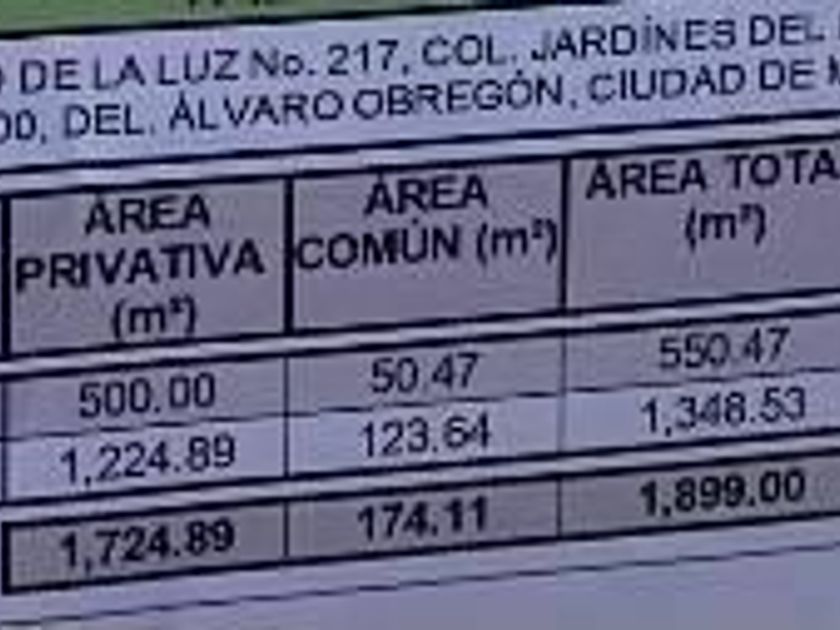 DE LA LUZ No. 217, COL. JARDÍNES DEL
00, DEL. ÁLVARO OBREGÓN, CIUDAD DE
ÁREA PRIVATIVA (m²) ÁREA COMÚN (m²) ÁREA TOTA (m²)
500.00 50.47 550.47
1,224.89 123.64 1,348.53
1,724.89 174.11 1,899.00